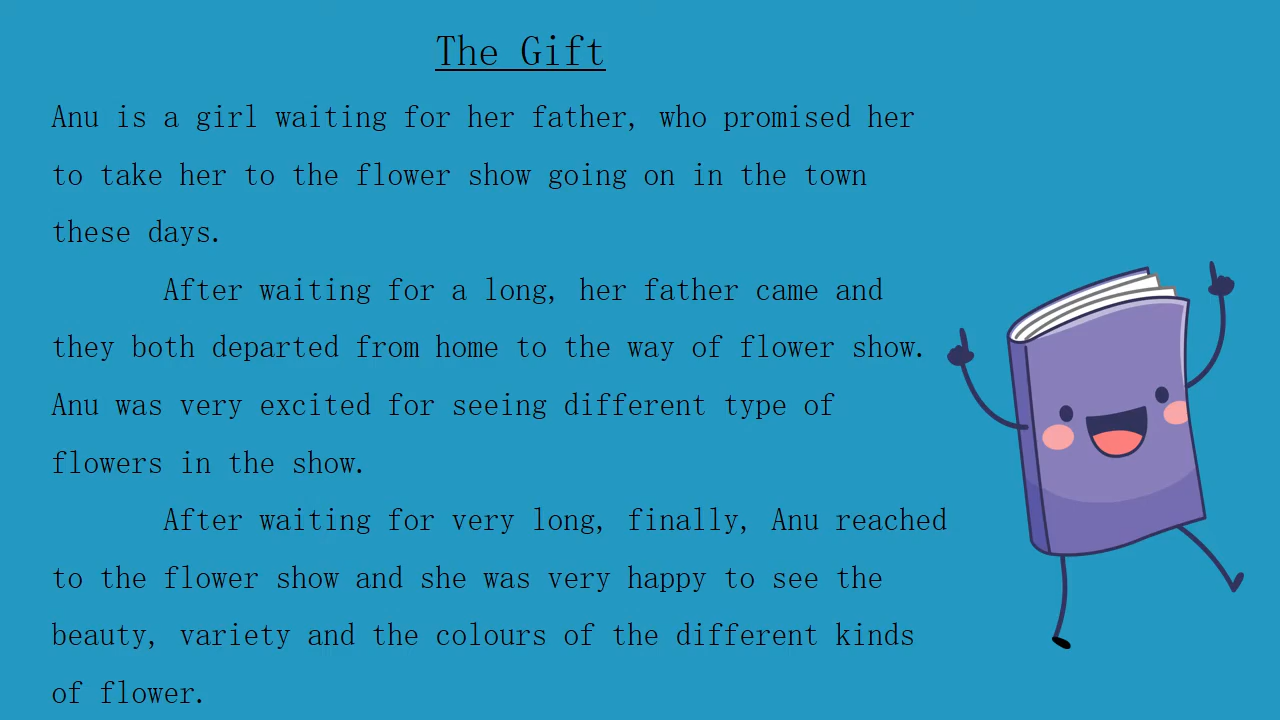 The Gift
Anu is a girl waiting for her father, who promised her
to take her to the flower show going on in the town
these days.
After waiting for a long, her father came and
they both departed from home to the way of flower show.
Anu was very excited for seeing different type of
flowers in the show.
After waiting for very long, finally, Anu reached
to the flower show and she was very happy to see the
beauty, variety and the colours of the different kinds
of flower.